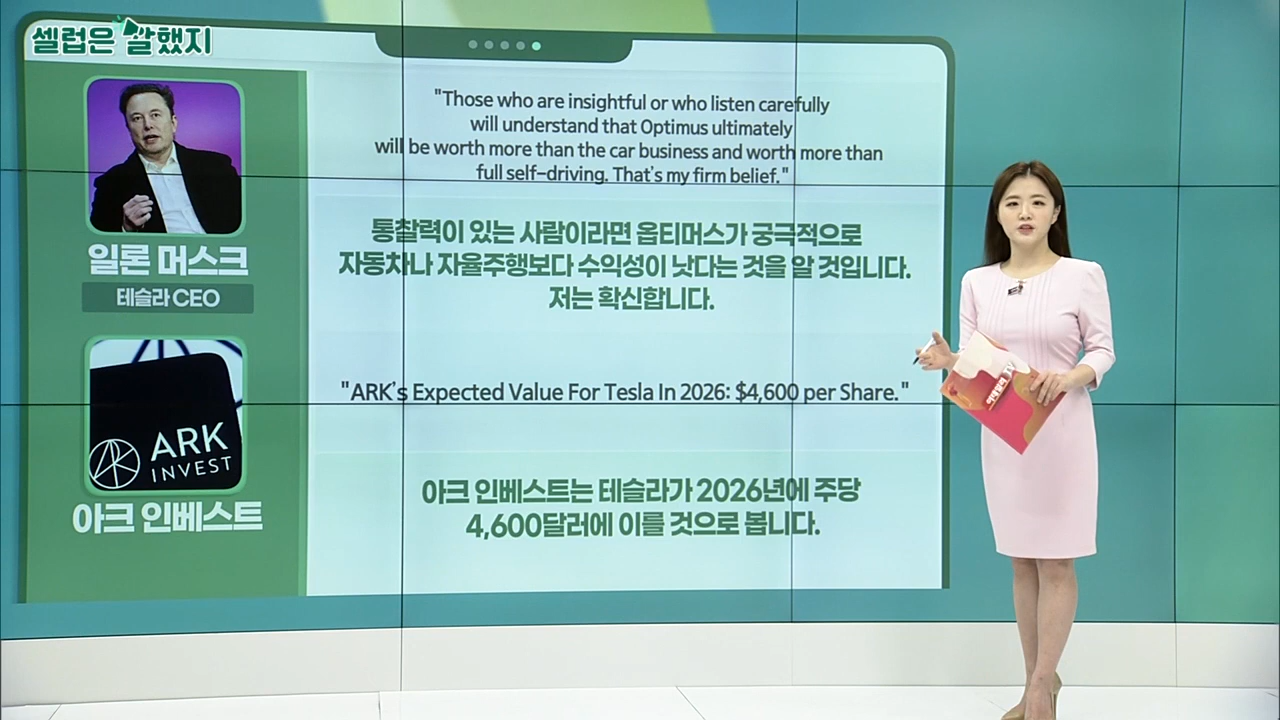 셀럽은 쌀했지
"Those who are insightful or who listen carefully
will understand that Optimus ultimately
will be worth more than the car business and worth more than
full self-driving. That's my firm belief."
통찰력이 있는 사람이라면 옵티머스가 궁극적으로
자동차나 자율주행보다 수익성이 낫다는 것을 알 것입니다.
저는 확신합니다.
일론 머스크
테슬라 CEO
"ARK's Expected Value For Tesla In 2026: $4,600 per Share."
ARK
INVEST
아크 인베스트
아크 인베스트는 테슬라가 2026년에 주당
4,600달러에 이를 것으로 봅니다.